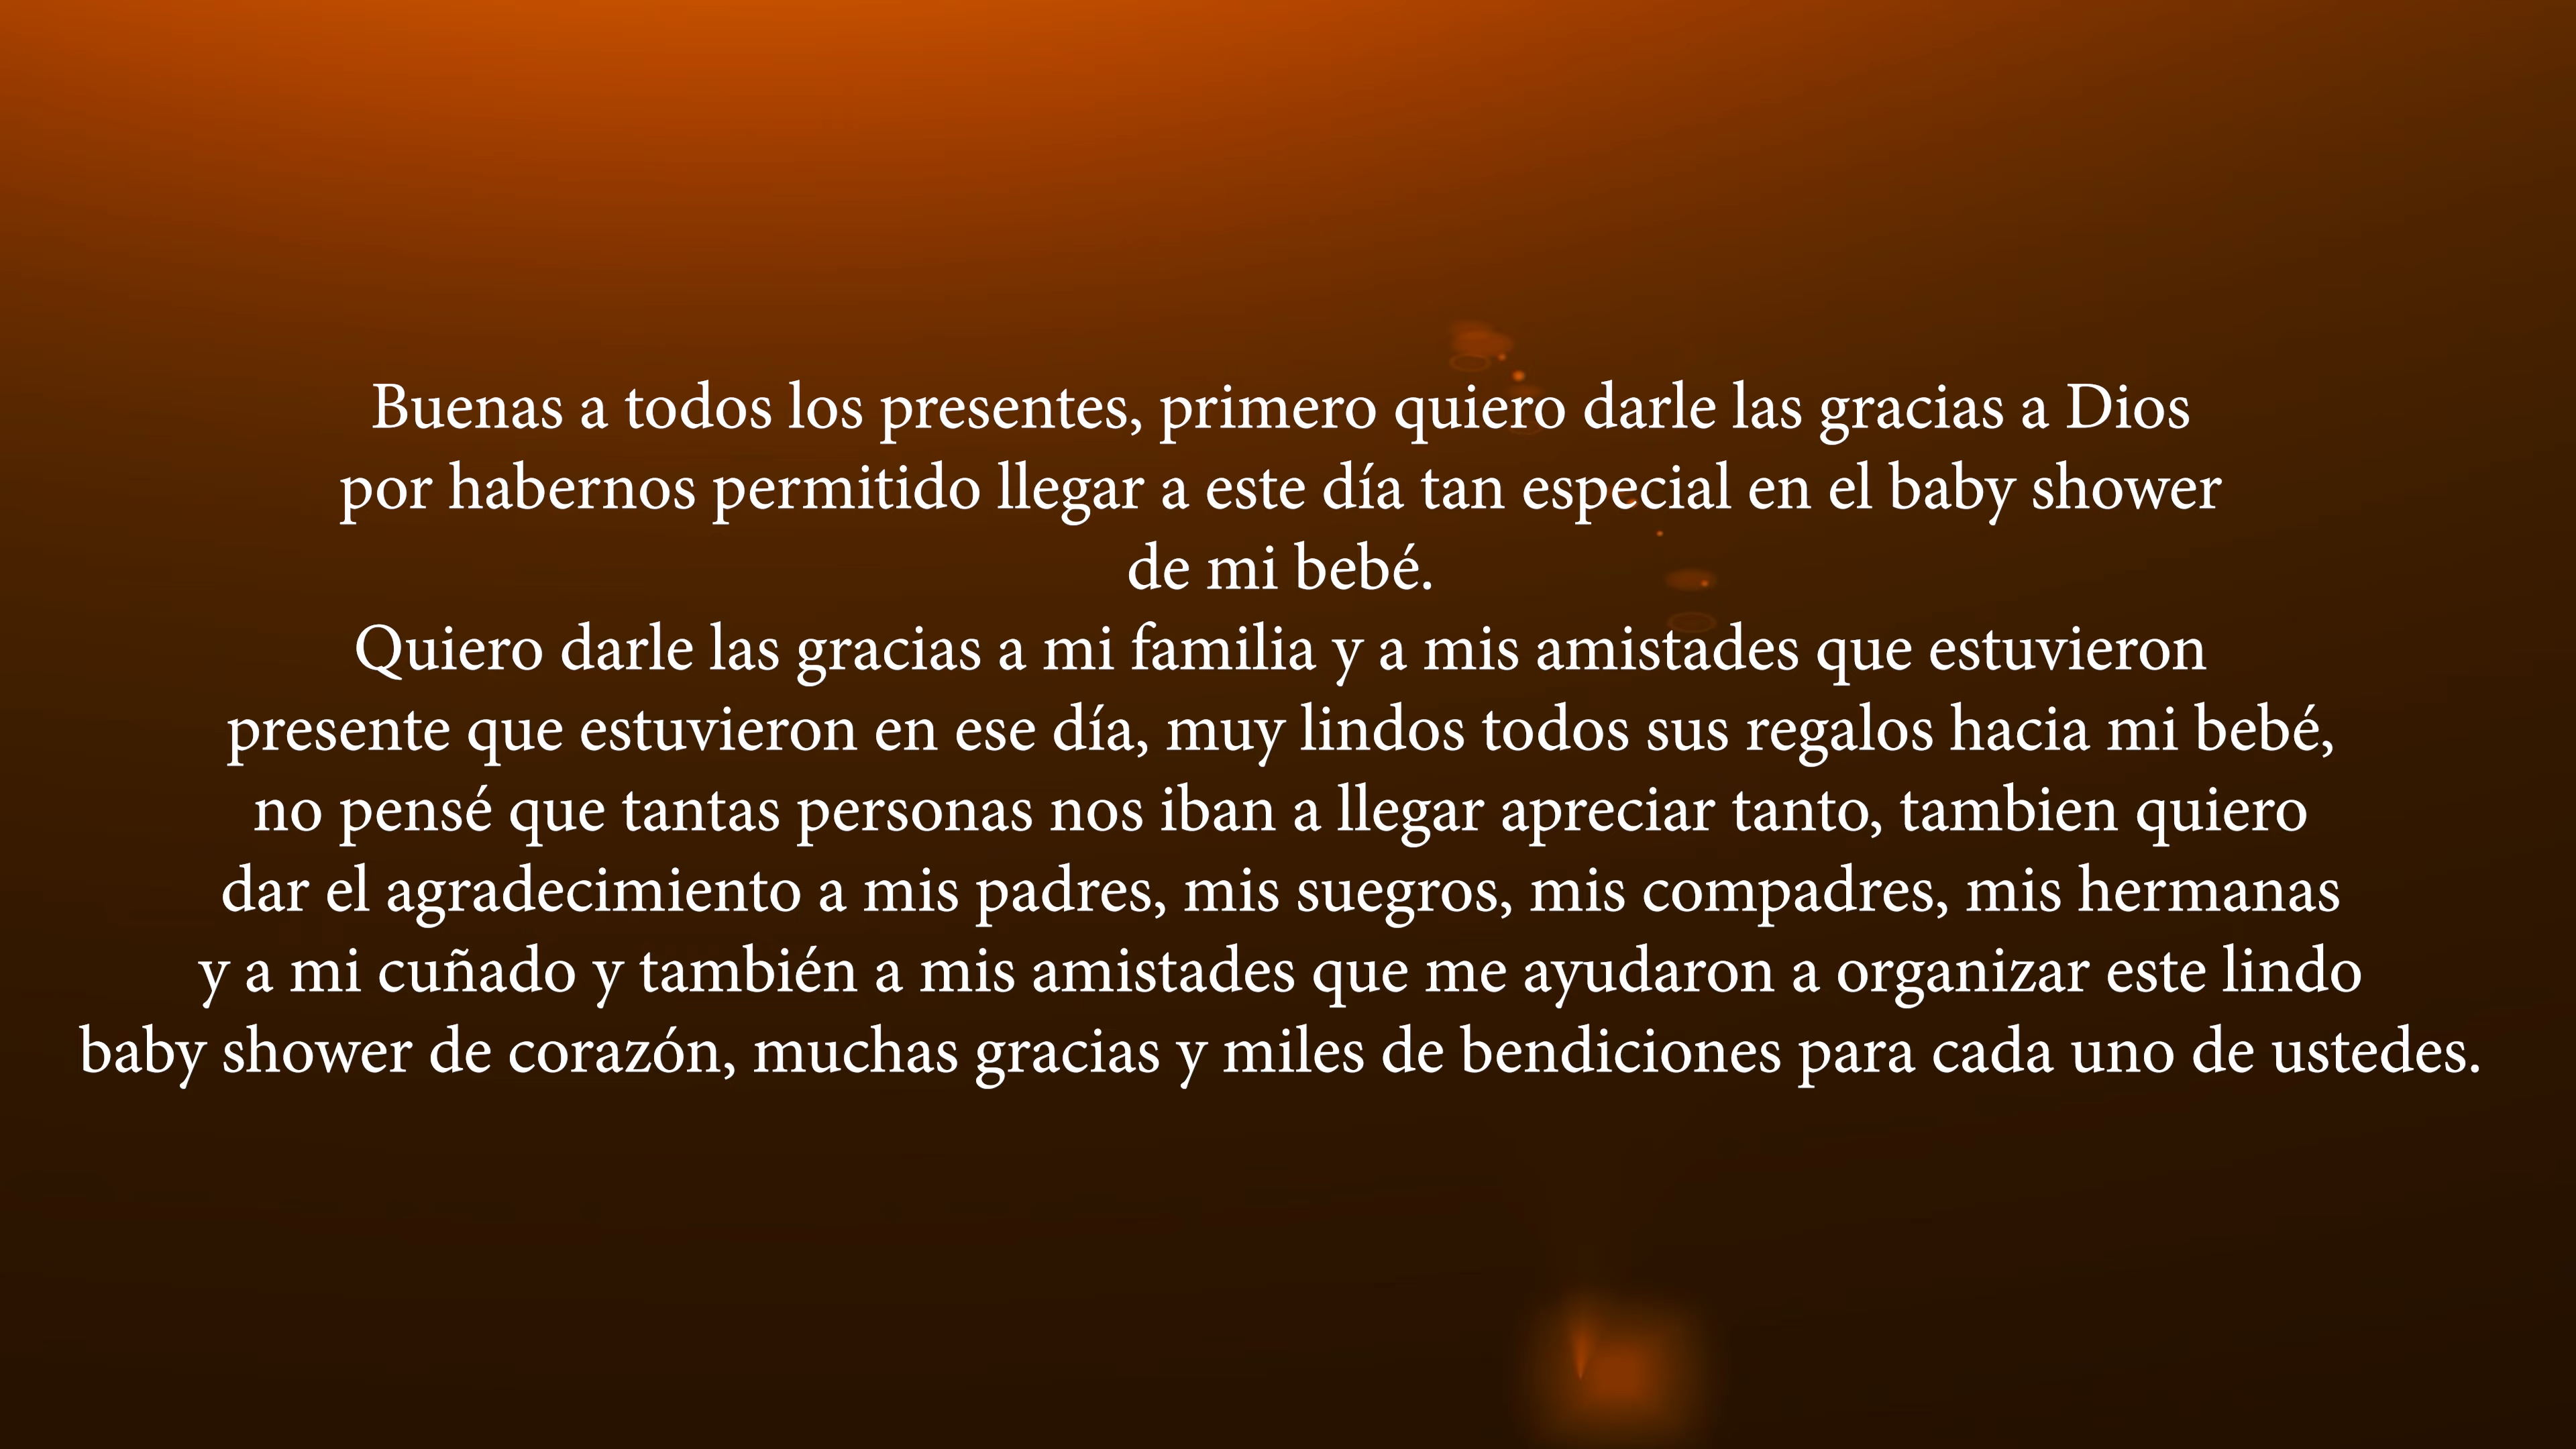 Buenas a todos los presentes, primero quiero darle las gracias a Dios
por habernos permitido llegar a este día tan especial en el baby shower
de mi bebé.
Quiero darle las gracias a mi familia y a mis amistades que estuvieron
presente que estuvieron en ese día, muy lindos todos sus regalos hacia mi bebé,
no pensé que tantas personas nos iban a llegar apreciar tanto, tambien quiero
dar el agradecimiento a mis padres, mis suegros, mis compadres, mis hermanas
y a mi cuñado y también a mis amistades que me ayudaron a organizar este lindo
baby shower de corazón, muchas gracias y miles de bendiciones para cada uno de ustedes.